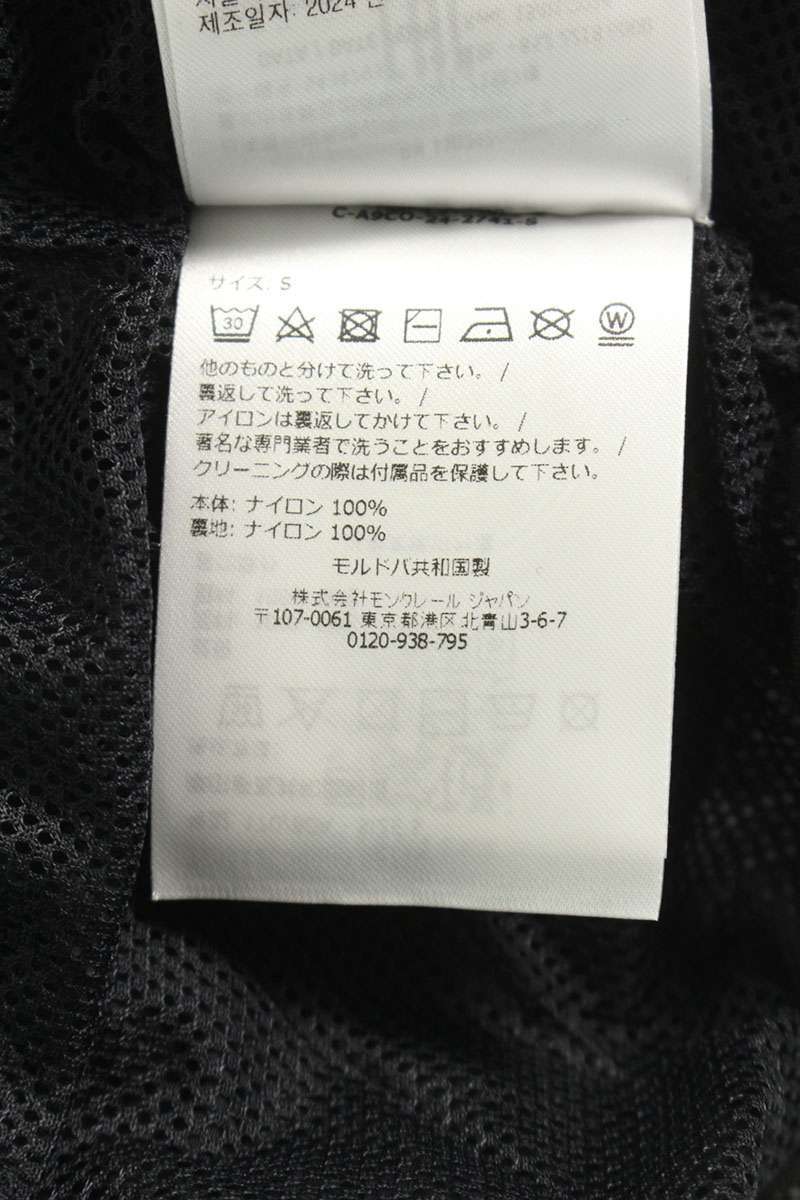 제조일자: 2024 년
C-A9CO-24-2741-8
サイズ: S
30 W
他のものと分けて洗って下さい。/
裏返して洗って下さい。/
アイロンは裏返してかけて下さい。/
著名な専門業者で洗うことをおすすめします。/
クリーニングの際は付属品を保護して下さい。
本体: ナイロン 100%
裏地: ナイロン 100%
モルドバ共和国製
株式会社モンクレール ジャパン
〒107-0061 東京都港区北青山3-6-7
0120-938-795